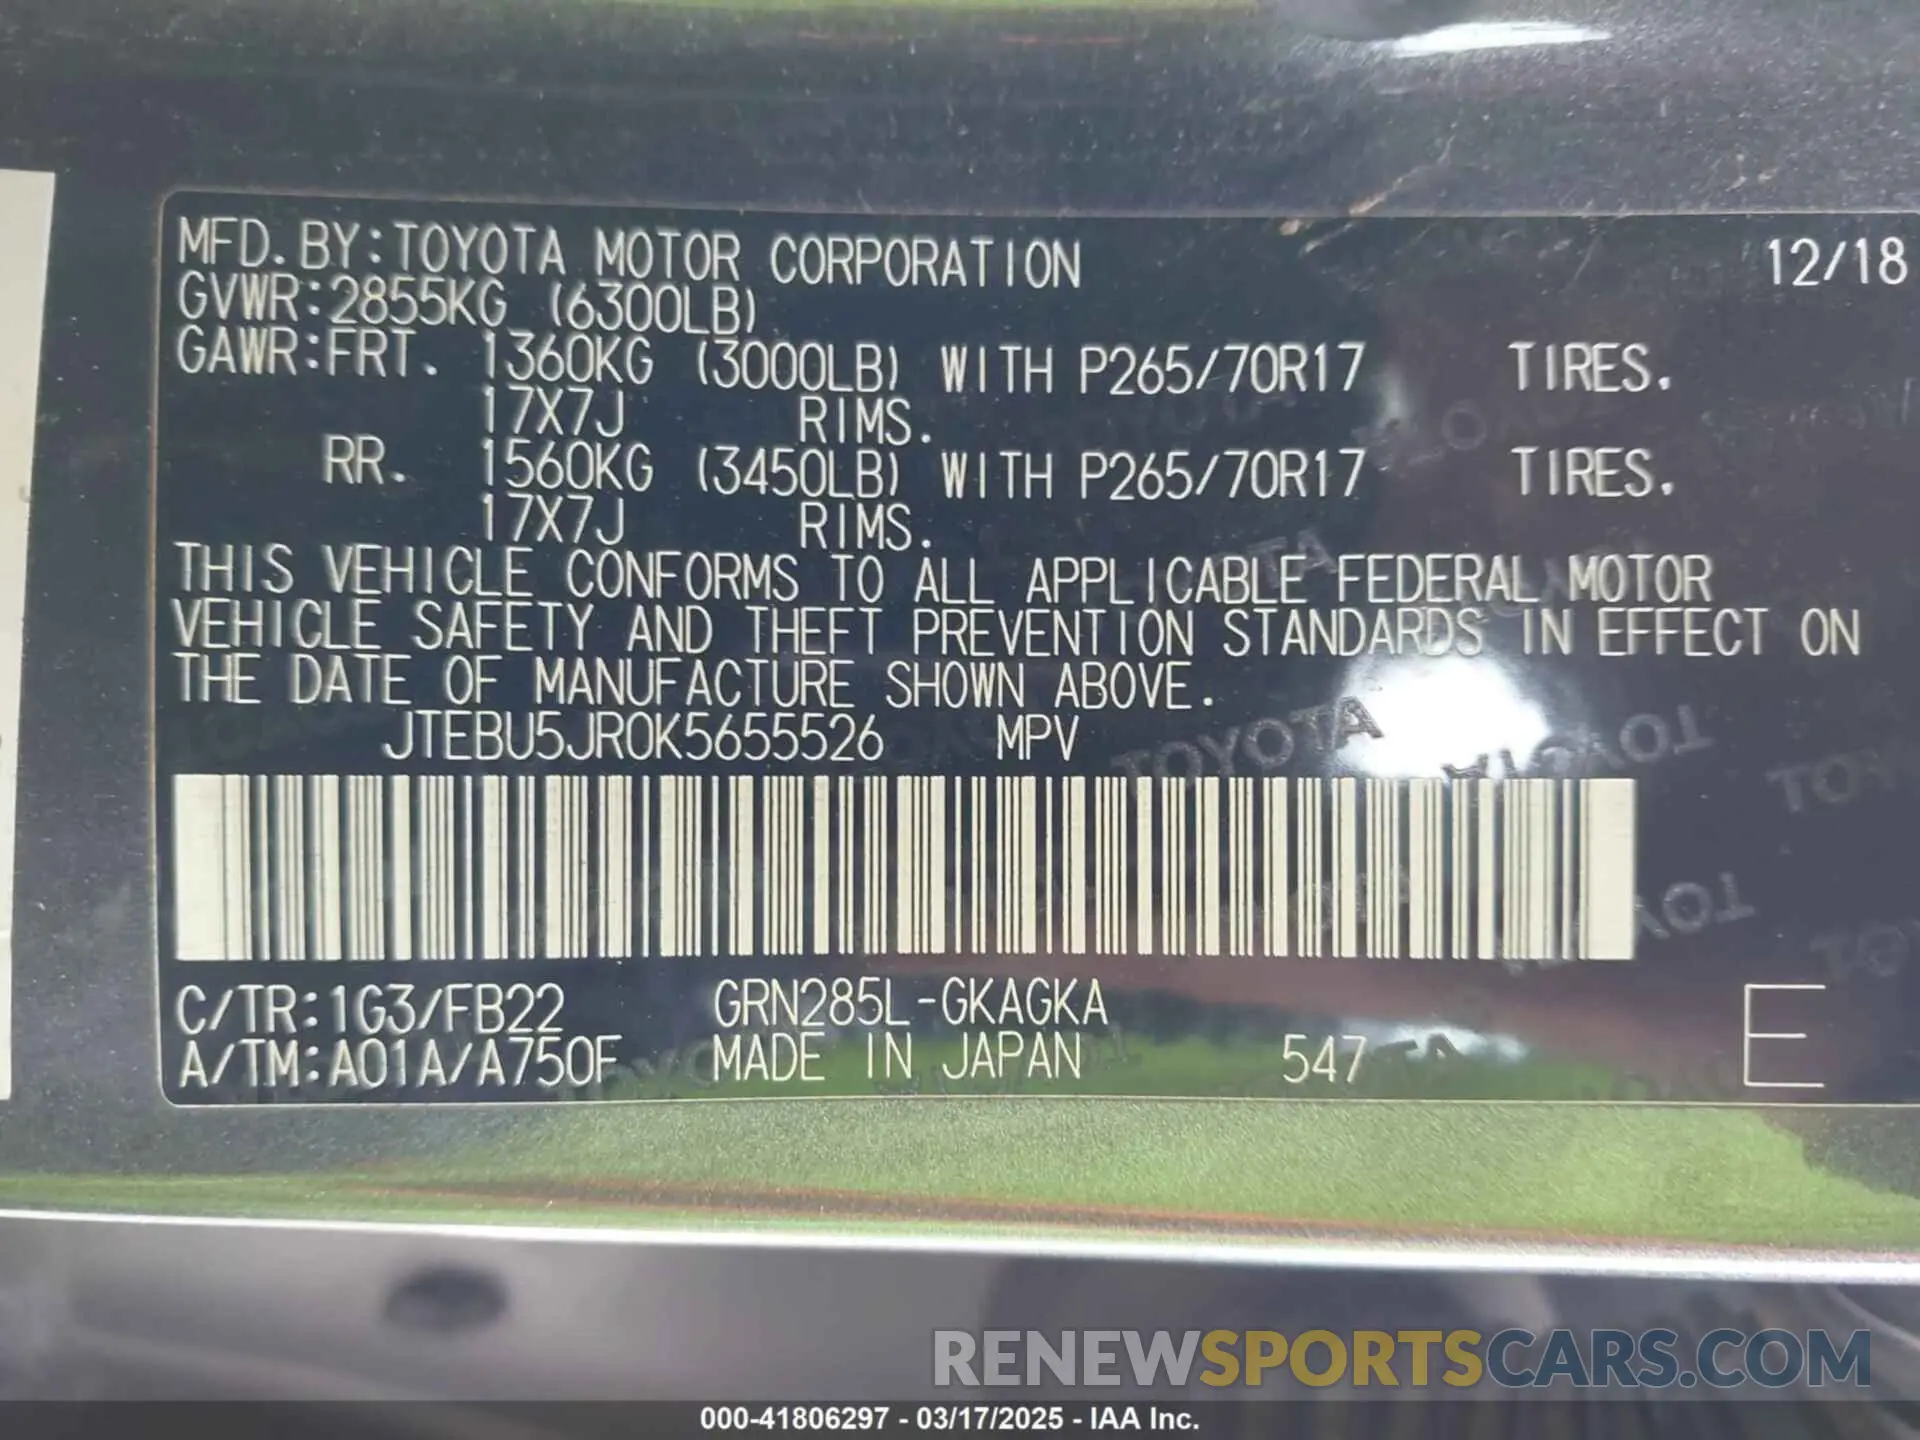 MFD. BY: TOYOTA MOTOR CORPORATION 12/18
GVWR: 2855KG (6300LB)
GAWR: FRT. 1360KG (3000LB) WITH P265/70R17 TIRES.
17X7J RIMS.
RR. 1560KG (3450LB) WITH P265/70R17 TIRES.
17X7J RIMS.
THIS VEHICLE CONFORMS TO ALL APPLICABLE FEDERAL MOTOR
VEHICLE SAFETY AND THEFT PREVENTION STANDARDS IN EFFECT ON
THE DATE OF MANUFACTURE SHOWN ABOVE.
JTEBU5JR0K5655526 MPV
C/TR: 1G3/FB22 GRN285L-GKAGKA E
A/TM: A01A/A750F MADE IN JAPAN 547
TOYOTA
RENEWSPORTSCARS.COM
000-41806297 - 03/17/2025 - IAA Inc.